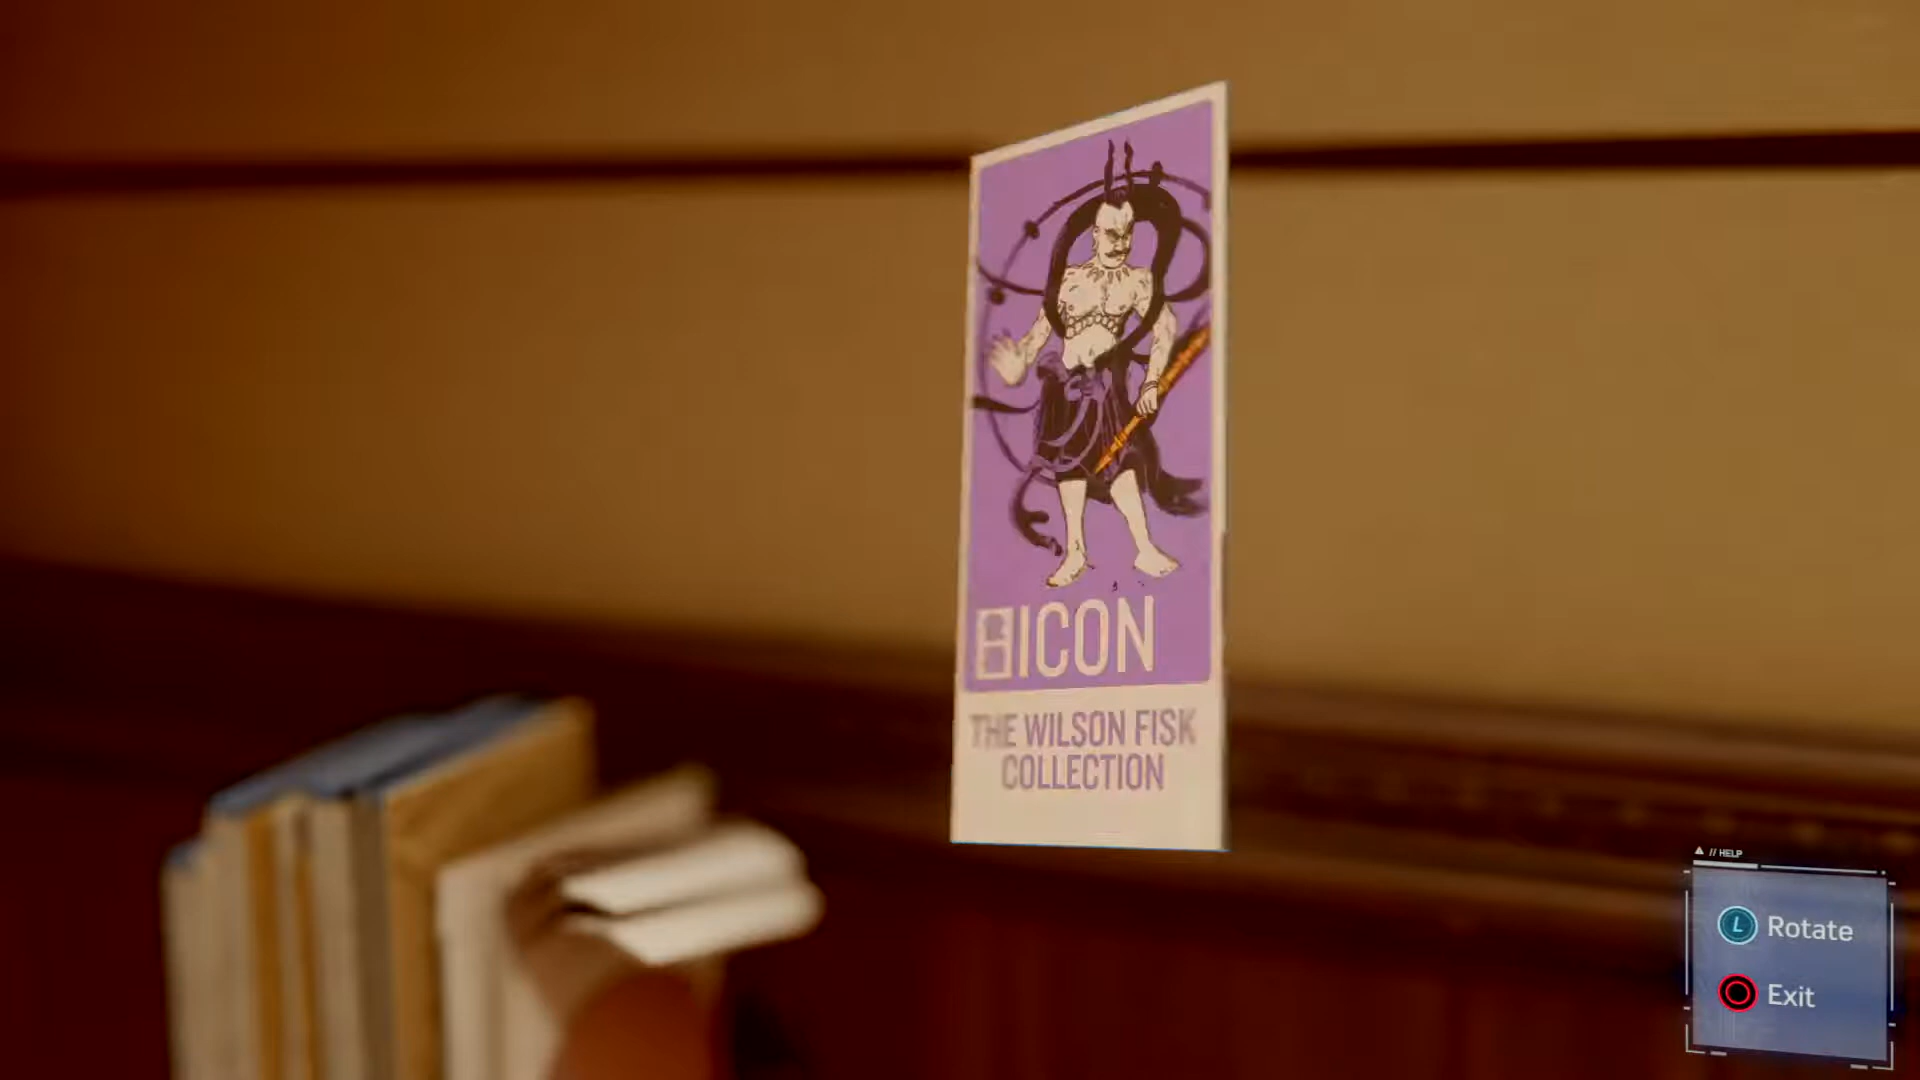 ICON
THE WILSON FISK
COLLECTION
// HELP
L Rotate
Exit